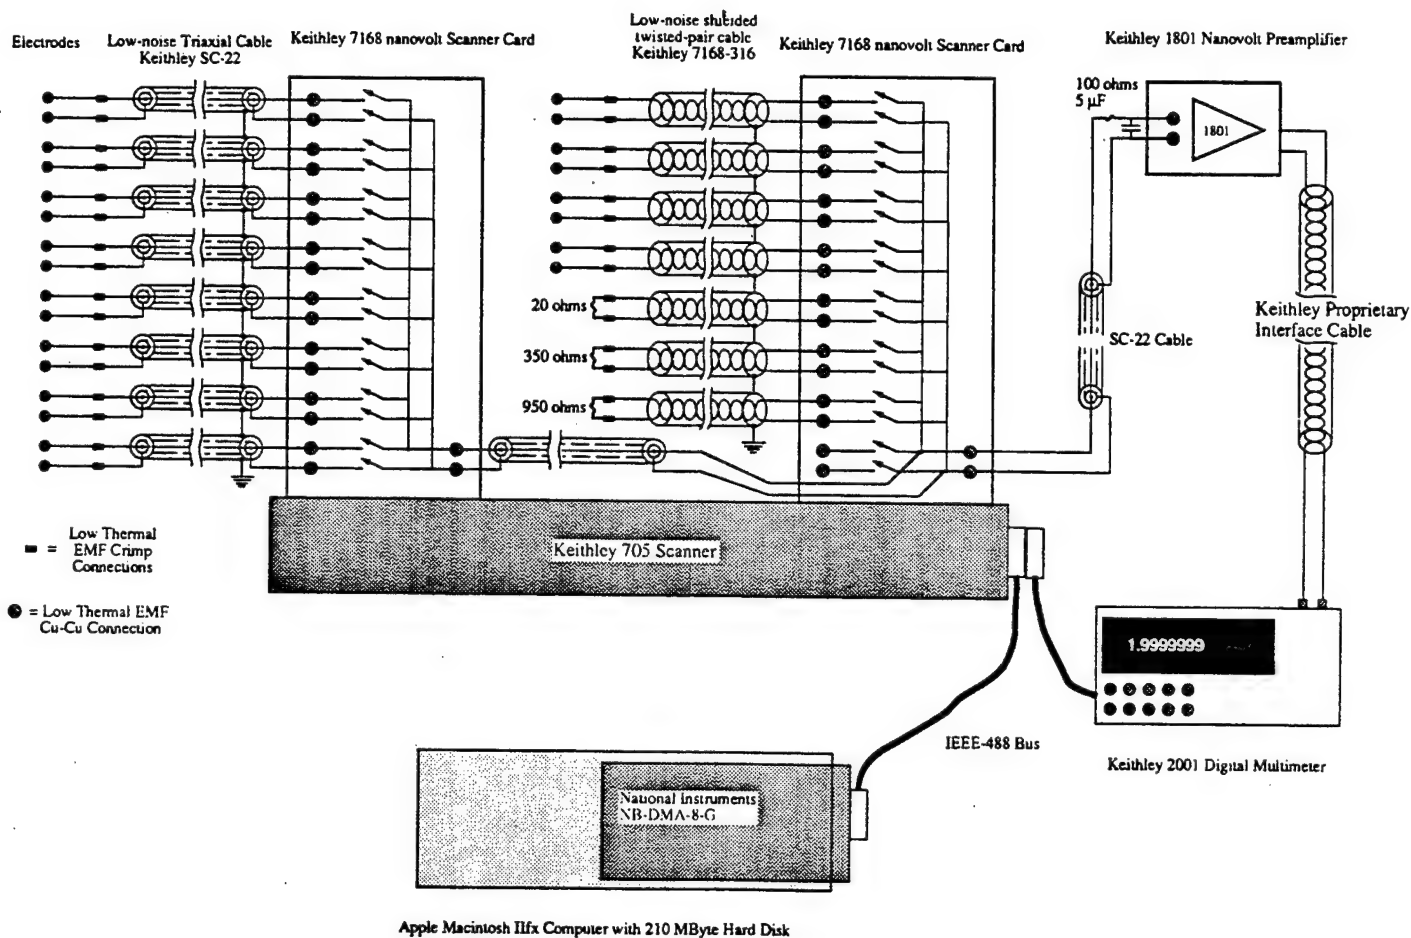 Electrodes
Low-noise Triaxial Cable
Keithley SC-22
Keithley 7168 nanovolt Scanner Card
Low-noise shielded
twisted-pair cable
Keithley 7168-316
Keithley 7168 nanovolt Scanner Card
Keithley 1801 Nanovolt Preamplifier
100 ohms
5 µF
1801
20 ohms
350 ohms
950 ohms
SC-22 Cable
Keithley Proprietary
Interface Cable
Keithley 705 Scanner
= Low Thermal
EMF Crimp
Connections
= Low Thermal EMF
Cu-Cu Connection
1.9999999
IEEE-488 Bus
Keithley 2001 Digital Multimeter
National Instruments
NB-DMA-8-G
Apple Macintosh IIfx Computer with 210 MByte Hard Disk